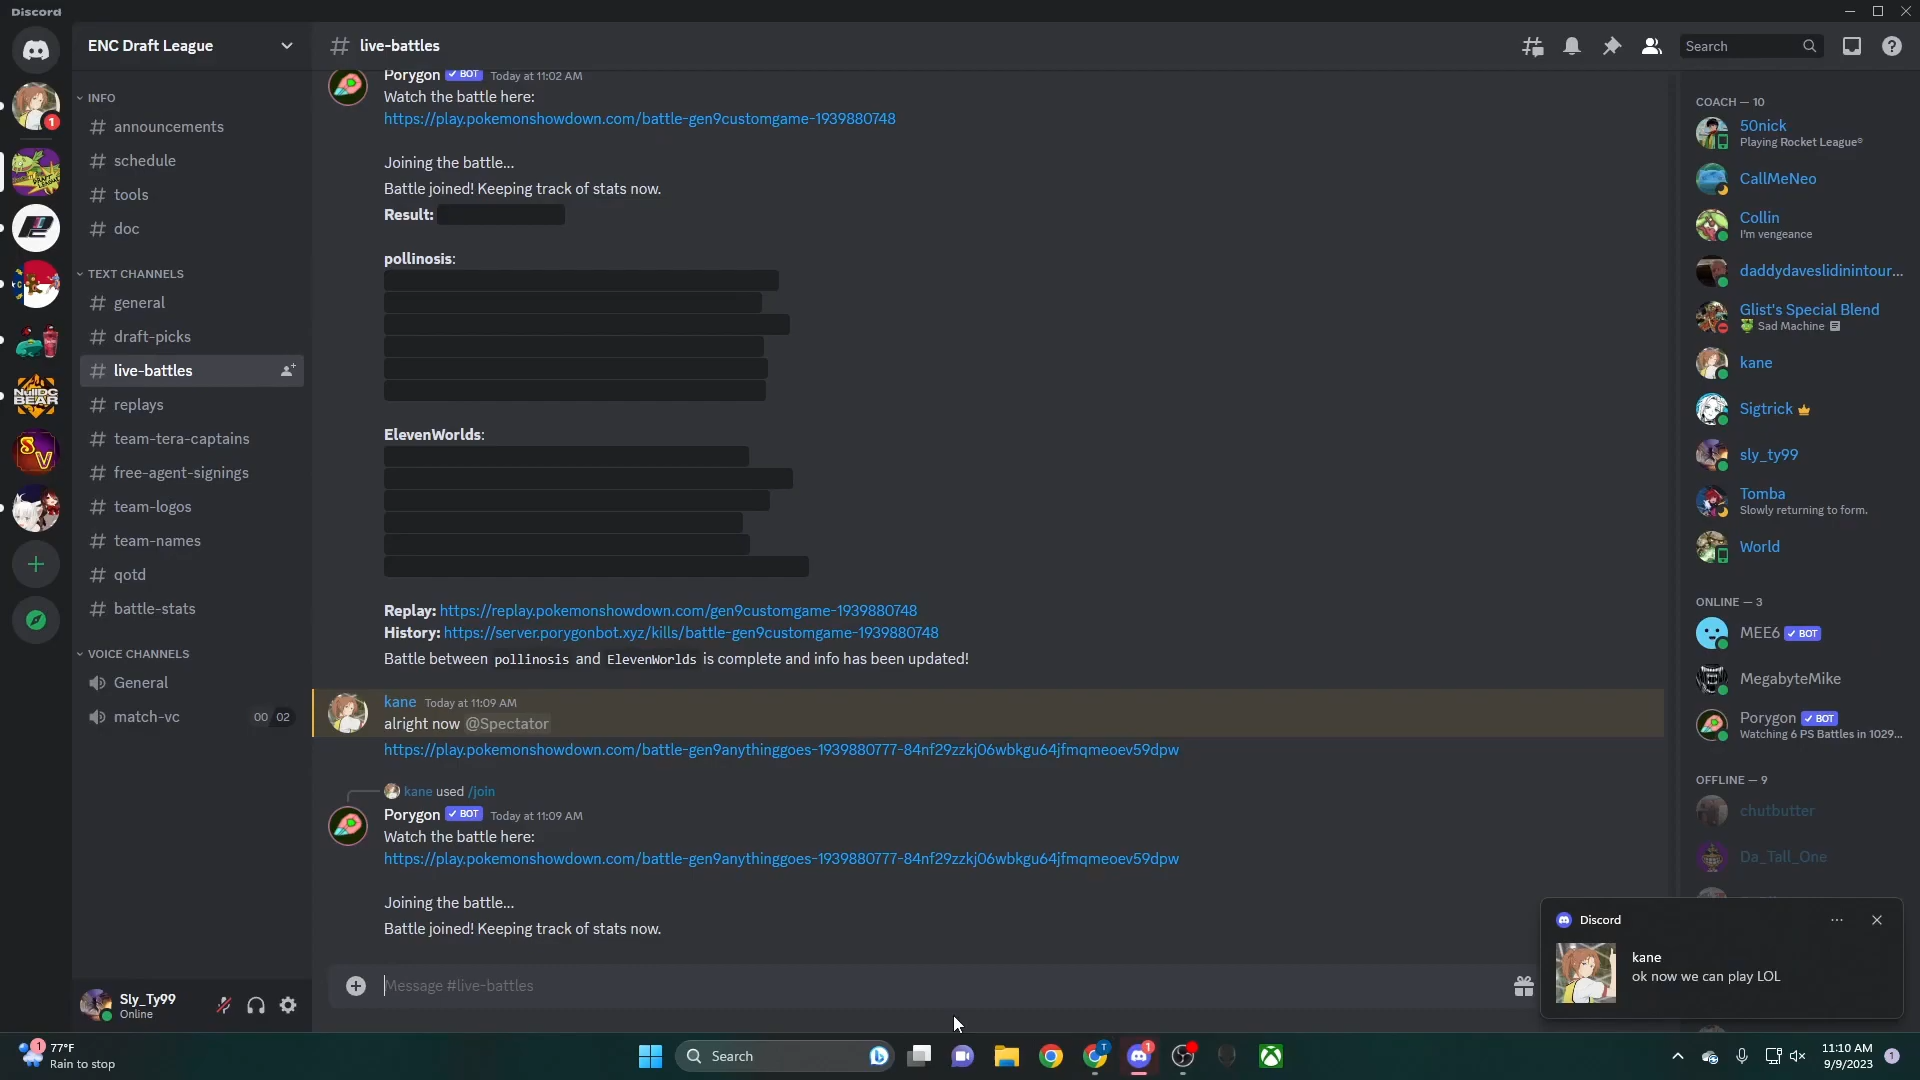 Discord
ENC Draft League
INFO
announcements
schedule
tools
doc
TEXT CHANNELS
general
draft-picks
live-battles
replays
team-tera-captains
free-agent-signings
team-logos
team-names
qotd
battle-stats
VOICE CHANNELS
General
match-vc
00 02
Sly_Ty99
Online
1
NullDC
BEAR
S
V
live-battles
Search
Porygon BOT Today at 11:02 AM
Watch the battle here:
https://play.pokemonshowdown.com/battle-gen9customgame-1939880748
Joining the battle...
Battle joined! Keeping track of stats now.
Result:
pollinosis:
ElevenWorlds:
Replay: https://replay.pokemonshowdown.com/gen9customgame-1939880748
History: https://server.porygonbot.xyz/kills/battle-gen9customgame-1939880748
Battle between pollinosis and ElevenWorlds is complete and info has been updated!
kane Today at 11:09 AM
alright now @Spectator
https://play.pokemonshowdown.com/battle-gen9anythinggoes-1939880777-84nf29zzkj06wbkgu64jfmqmeoev59dpw
kane used /join
Porygon BOT Today at 11:09 AM
Watch the battle here:
https://play.pokemonshowdown.com/battle-gen9anythinggoes-1939880777-84nf29zzkj06wbkgu64jfmqmeoev59dpw
Joining the battle...
Battle joined! Keeping track of stats now.
Message #live-battles
COACH — 10
50nick
Playing Rocket League®
CallMeNeo
Collin
I'm vengeance
daddydaveslidinintour...
Glist's Special Blend
Sad Machine
kane
Sigtrick
sly_ty99
Tomba
Slowly returning to form.
World
ONLINE — 3
MEE6 BOT
MegabyteMike
Porygon BOT
Watching 6 PS Battles in 1029...
OFFLINE — 9
chutbutter
Da_Tall_One
Discord
kane
ok now we can play LOL
1
77°F
Rain to stop
Search
T
1
11:10 AM
9/9/2023
1